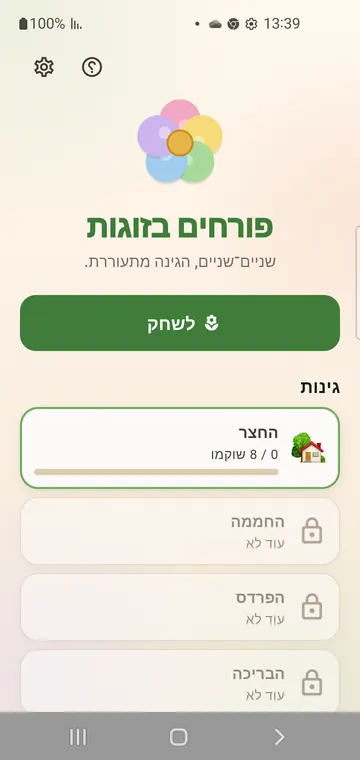 100% 13:39
פורחים בזוגות
שניים־שניים, הגינה מתעוררת.
לשחק
גינות
החצר
0 / 8 שוקמו
החממה
עוד לא
הפרדס
עוד לא
הבריכה
עוד לא